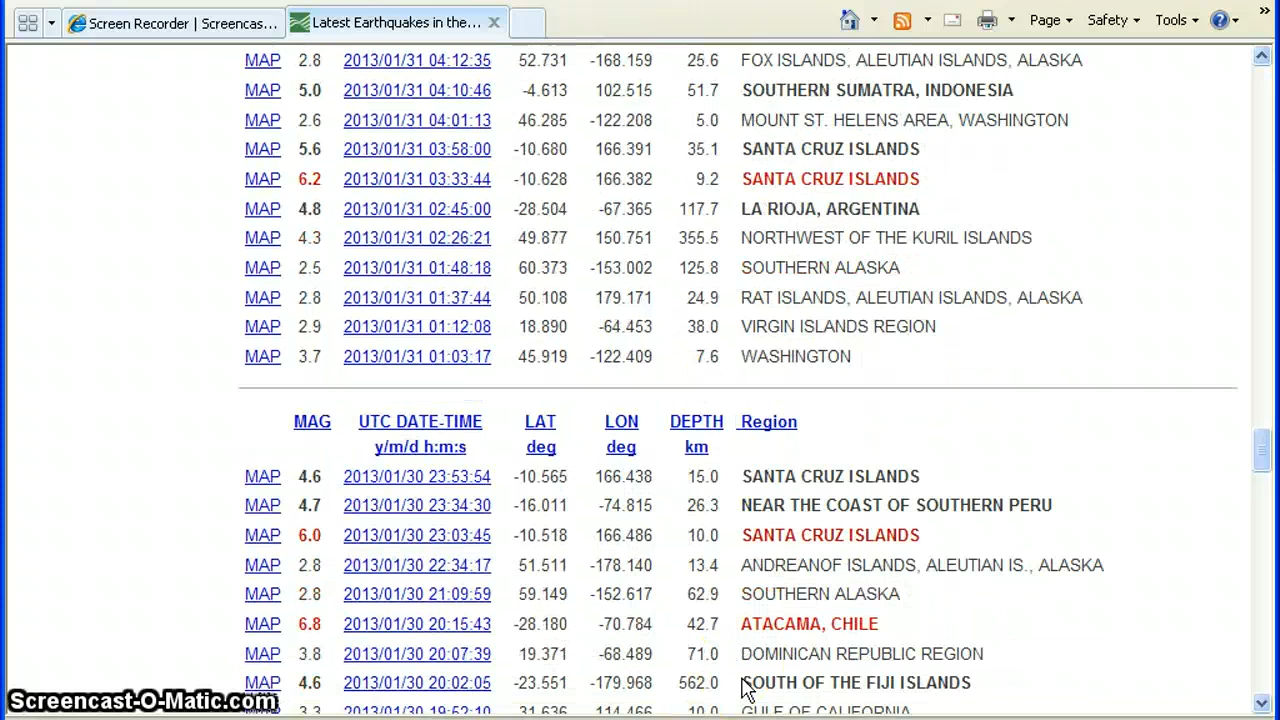 Screen Recorder | Screencas... Latest Earthquakes in the... Page Safety Tools
MAP 2.8 2013/01/31 04:12:35 52.731 -168.159 25.6 FOX ISLANDS, ALEUTIAN ISLANDS, ALASKA
MAP 5.0 2013/01/31 04:10:46 -4.613 102.515 51.7 SOUTHERN SUMATRA, INDONESIA
MAP 2.6 2013/01/31 04:01:13 46.285 -122.208 5.0 MOUNT ST. HELENS AREA, WASHINGTON
MAP 5.6 2013/01/31 03:58:00 -10.680 166.391 35.1 SANTA CRUZ ISLANDS
MAP 6.2 2013/01/31 03:33:44 -10.628 166.382 9.2 SANTA CRUZ ISLANDS
MAP 4.8 2013/01/31 02:45:00 -28.504 -67.365 117.7 LA RIOJA, ARGENTINA
MAP 4.3 2013/01/31 02:26:21 49.877 150.751 355.5 NORTHWEST OF THE KURIL ISLANDS
MAP 2.5 2013/01/31 01:48:18 60.373 -153.002 125.8 SOUTHERN ALASKA
MAP 2.8 2013/01/31 01:37:44 50.108 179.171 24.9 RAT ISLANDS, ALEUTIAN ISLANDS, ALASKA
MAP 2.9 2013/01/31 01:12:08 18.890 -64.453 38.0 VIRGIN ISLANDS REGION
MAP 3.7 2013/01/31 01:03:17 45.919 -122.409 7.6 WASHINGTON
MAG UTC DATE-TIME LAT LON DEPTH Region
y/m/d h:m:s deg deg km
MAP 4.6 2013/01/30 23:53:54 -10.565 166.438 15.0 SANTA CRUZ ISLANDS
MAP 4.7 2013/01/30 23:34:30 -16.011 -74.815 26.3 NEAR THE COAST OF SOUTHERN PERU
MAP 6.0 2013/01/30 23:03:45 -10.518 166.486 10.0 SANTA CRUZ ISLANDS
MAP 2.8 2013/01/30 22:34:17 51.511 -178.140 13.4 ANDREANOF ISLANDS, ALEUTIAN IS., ALASKA
MAP 2.8 2013/01/30 21:09:59 59.149 -152.617 62.9 SOUTHERN ALASKA
MAP 6.8 2013/01/30 20:15:43 -28.180 -70.784 42.7 ATACAMA, CHILE
MAP 3.8 2013/01/30 20:07:39 19.371 -68.489 71.0 DOMINICAN REPUBLIC REGION
MAP 4.6 2013/01/30 20:02:05 -23.551 -179.968 562.0 SOUTH OF THE FIJI ISLANDS
3.3 2013/01/30 19:52:10 31.636 10.0 GULF OF CALIFORNIA
Screencast-O-Matic.com